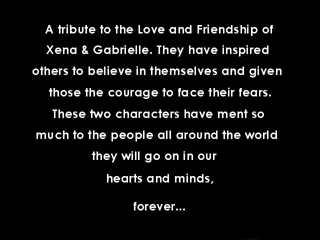 A tribute to the Love and Friendship of
Xena & Gabrielle. They have inspired
others to believe in themselves and given
those the courage to face their fears.
These two characters have ment so
much to the people all around the world
they will go on in our
hearts and minds,
forever...